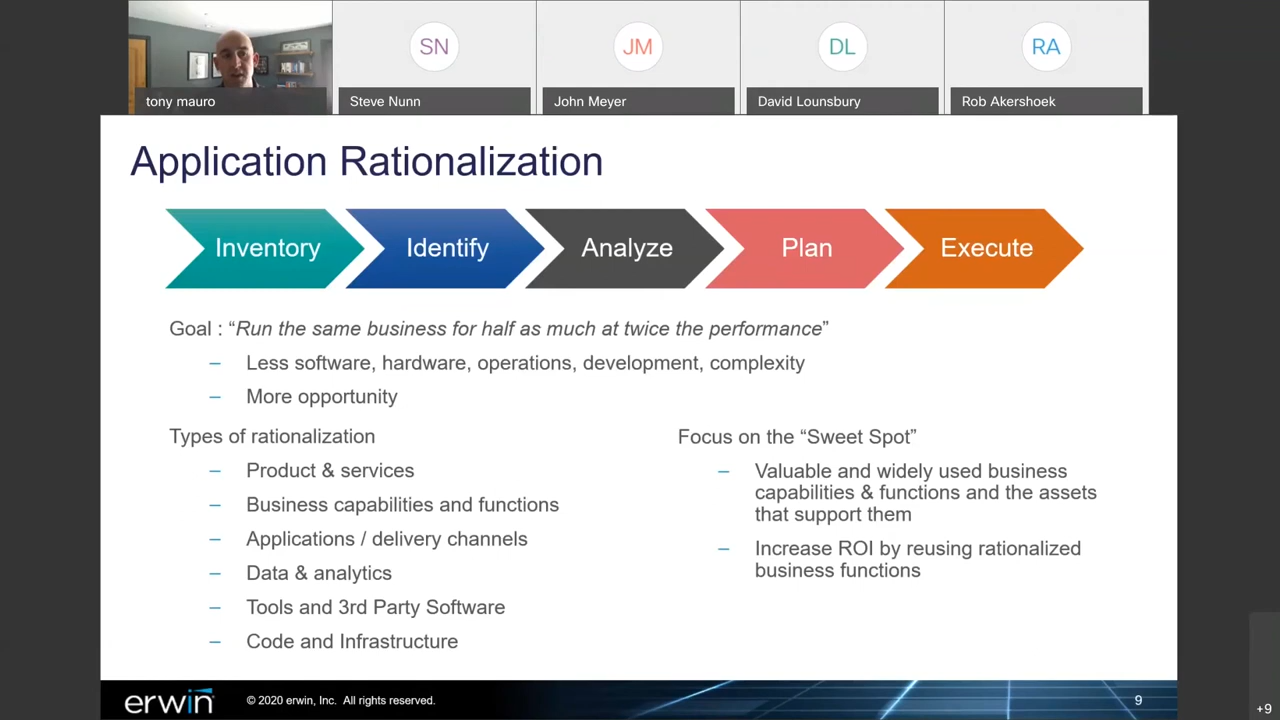 SN
JM
DL
RA
tony mauro
Steve Nunn
John Meyer
David Lounsbury
Rob Akershoek
Application Rationalization
Inventory
Identify
Analyze
Plan
Execute
Goal : “Run the same business for half as much at twice the performance”
– Less software, hardware, operations, development, complexity
– More opportunity
Types of rationalization
– Product & services
– Business capabilities and functions
– Applications / delivery channels
– Data & analytics
– Tools and 3rd Party Software
– Code and Infrastructure
Focus on the “Sweet Spot”
– Valuable and widely used business
capabilities & functions and the assets
that support them
– Increase ROI by reusing rationalized
business functions
erwin
© 2020 erwin, Inc. All rights reserved.
9
+9